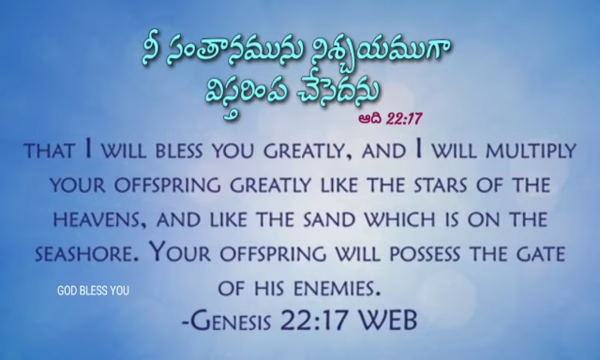 నీ సంతానమును నిశ్చయముగా
విస్తరింప చేసెదను
ఆది 22:17
THAT I WILL BLESS YOU GREATLY, AND I WILL MULTIPLY
YOUR OFFSPRING GREATLY LIKE THE STARS OF THE
HEAVENS, AND LIKE THE SAND WHICH IS ON THE
SEASHORE. YOUR OFFSPRING WILL POSSESS THE GATE
OF HIS ENEMIES.
GOD BLESS YOU
-GENESIS 22:17 WEB